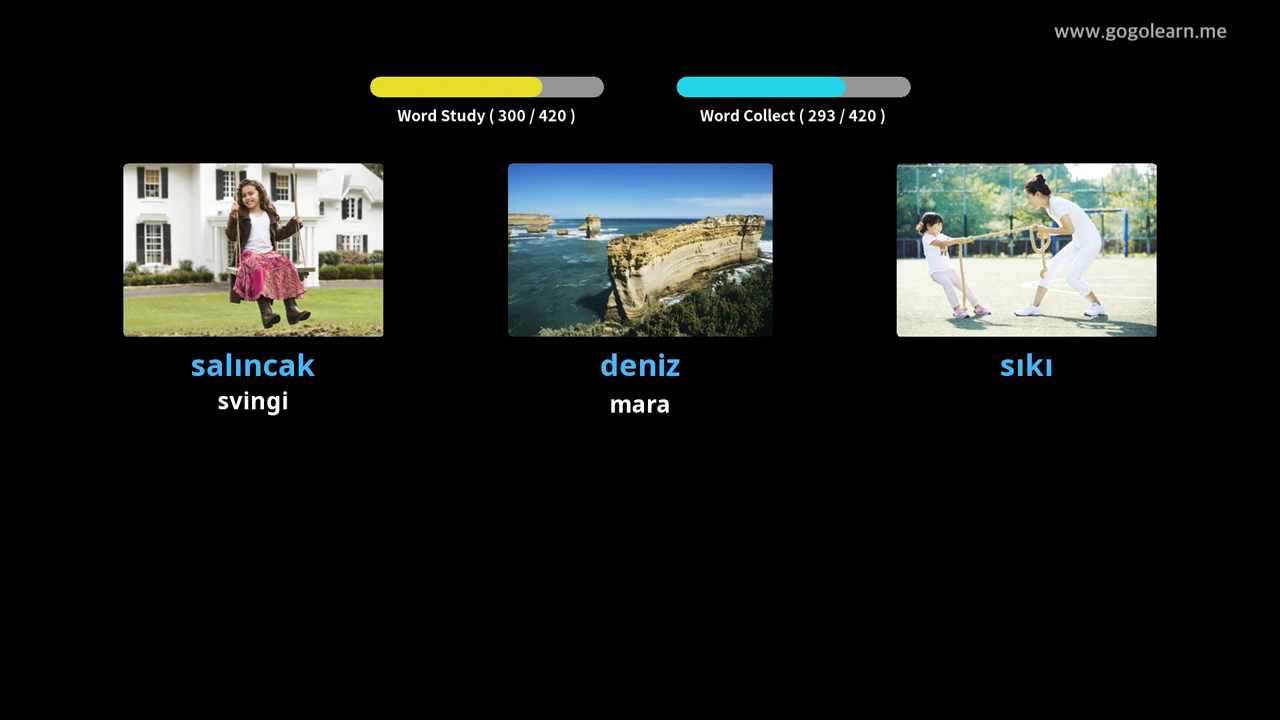 www.gogolearn.me
Word Study ( 300 / 420 )
Word Collect ( 293 / 420 )
salıncak
svingi
deniz
mara
sıkı